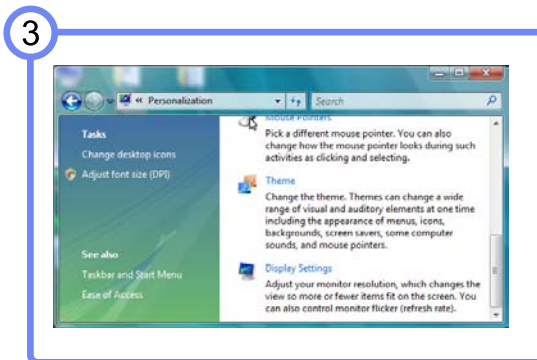 3
« Personalization
Search
Tasks
Change desktop icons
Adjust font size (DPI)
See also
Taskbar and Start Menu
Ease of Access
Mouse Pointers
Pick a different mouse pointer. You can also
change how the mouse pointer looks during such
activities as clicking and selecting.
Theme
Change the theme. Themes can change a wide
range of visual and auditory elements at one time
including the appearance of menus, icons,
backgrounds, screen savers, some computer
sounds, and mouse pointers.
Display Settings
Adjust your monitor resolution, which changes the
view so more or fewer items fit on the screen. You
can also control monitor flicker (refresh rate).